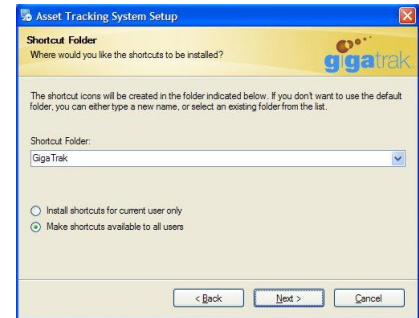 Asset Tracking System Setup
Shortcut Folder
Where would you like the shortcuts to be installed?
gigatrak
The shortcut icons will be created in the folder indicated below. If you don't want to use the default
folder, you can either type a new name, or select an existing folder from the list.
Shortcut Folder:
GigaTrak
Install shortcuts for current user only
Make shortcuts available to all users
< Back
Next >
Cancel